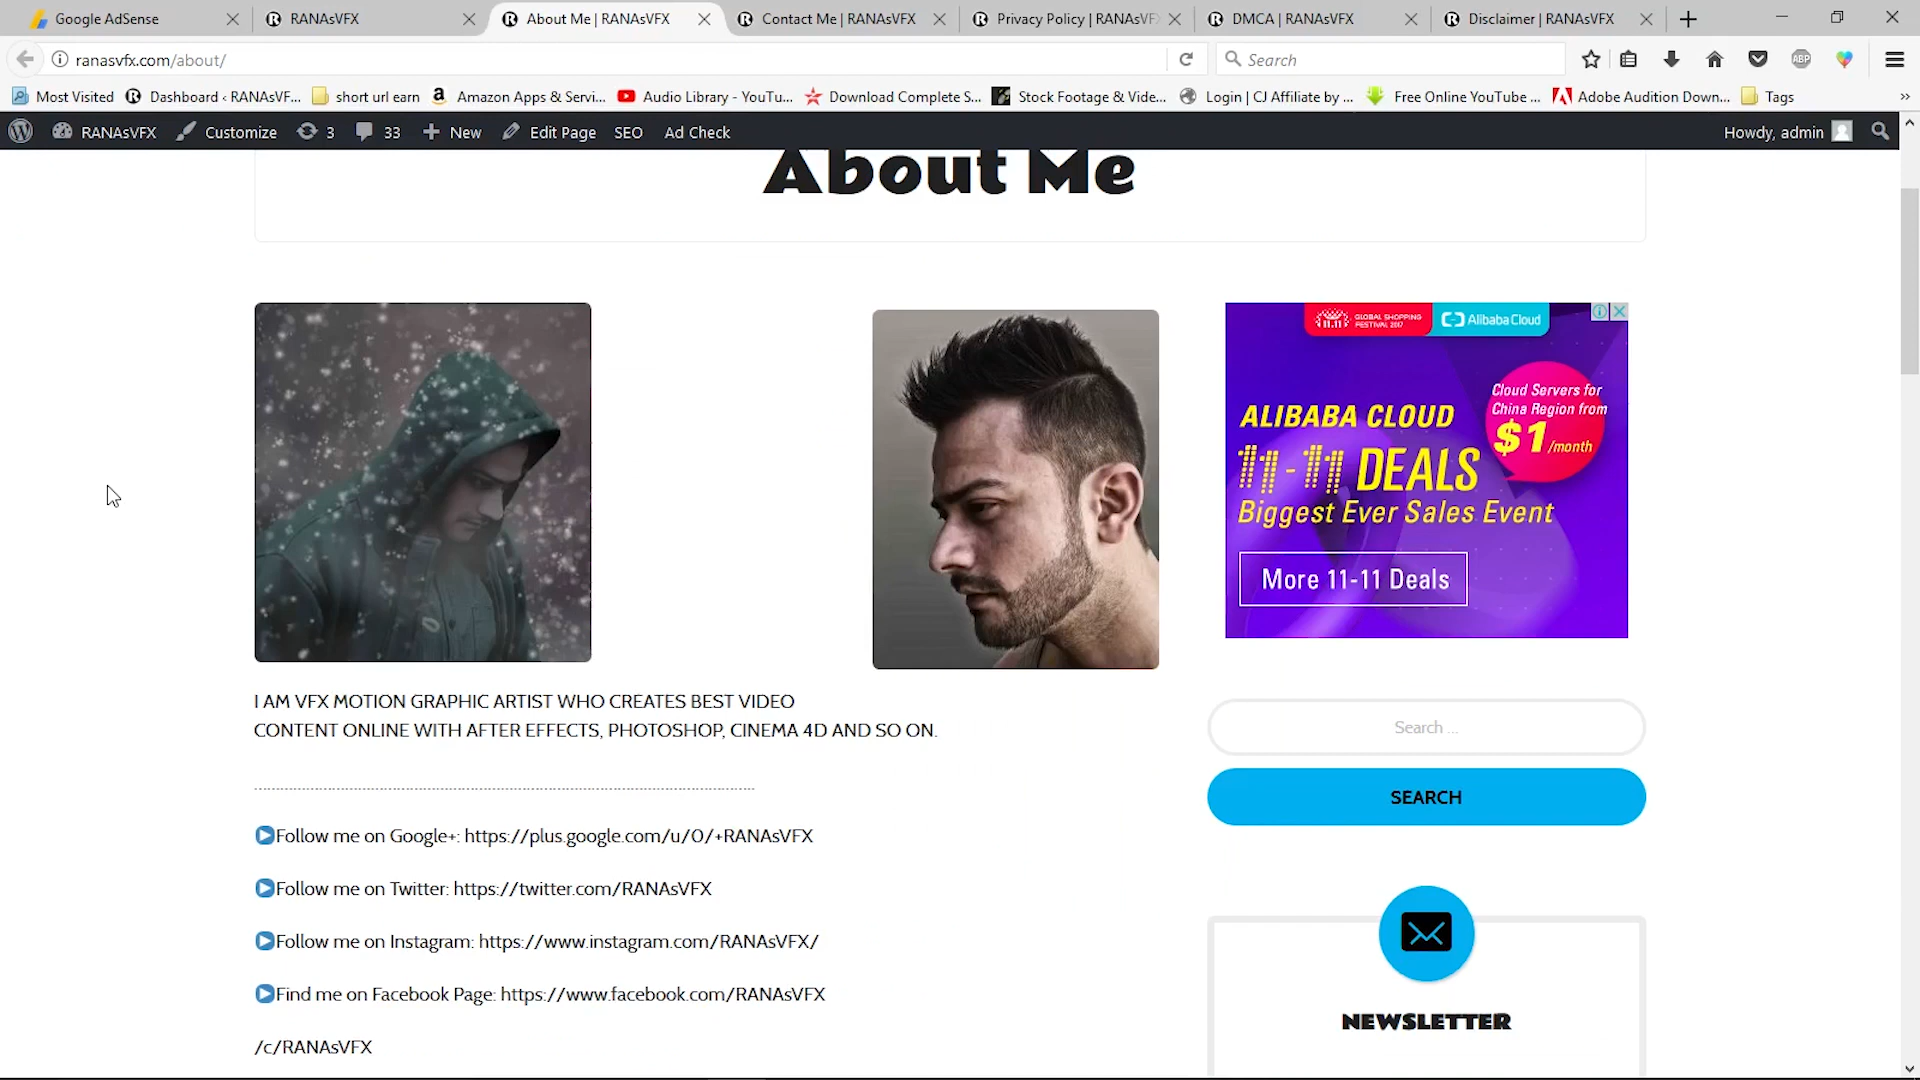 Google AdSense
RANAsVFX
About Me | RANAsVFX
Contact Me | RANAsVFX
Privacy Policy | RANAsVF
DMCA | RANAsVFX
Disclaimer | RANAsVFX
ranasvfx.com/about/
Search
ABP
Most Visited
Dashboard ‹ RANAsVF...
short url earn
Amazon Apps & Servi...
Audio Library - YouTu...
Download Complete S...
Stock Footage & Vide...
Login | CJ Affiliate by ...
Free Online YouTube ...
Adobe Audition Down...
Tags
RANAsVFX
Customize
3
33
New
Edit Page
SEO
Ad Check
Howdy, admin
About Me
11.11 GLOBAL SHOPPING
FESTIVAL 2017
Alibaba Cloud
Cloud Servers for
China Region from
$1/month
ALIBABA CLOUD
11-11 DEALS
Biggest Ever Sales Event
More 11-11 Deals
I AM VFX MOTION GRAPHIC ARTIST WHO CREATES BEST VIDEO
CONTENT ONLINE WITH AFTER EFFECTS, PHOTOSHOP, CINEMA 4D AND SO ON.
Search ...
SEARCH
Follow me on Google+: https://plus.google.com/u/0/+RANAsVFX
Follow me on Twitter: https://twitter.com/RANAsVFX
Follow me on Instagram: https://www.instagram.com/RANAsVFX/
Find me on Facebook Page: https://www.facebook.com/RANAsVFX
/c/RANAsVFX
NEWSLETTER